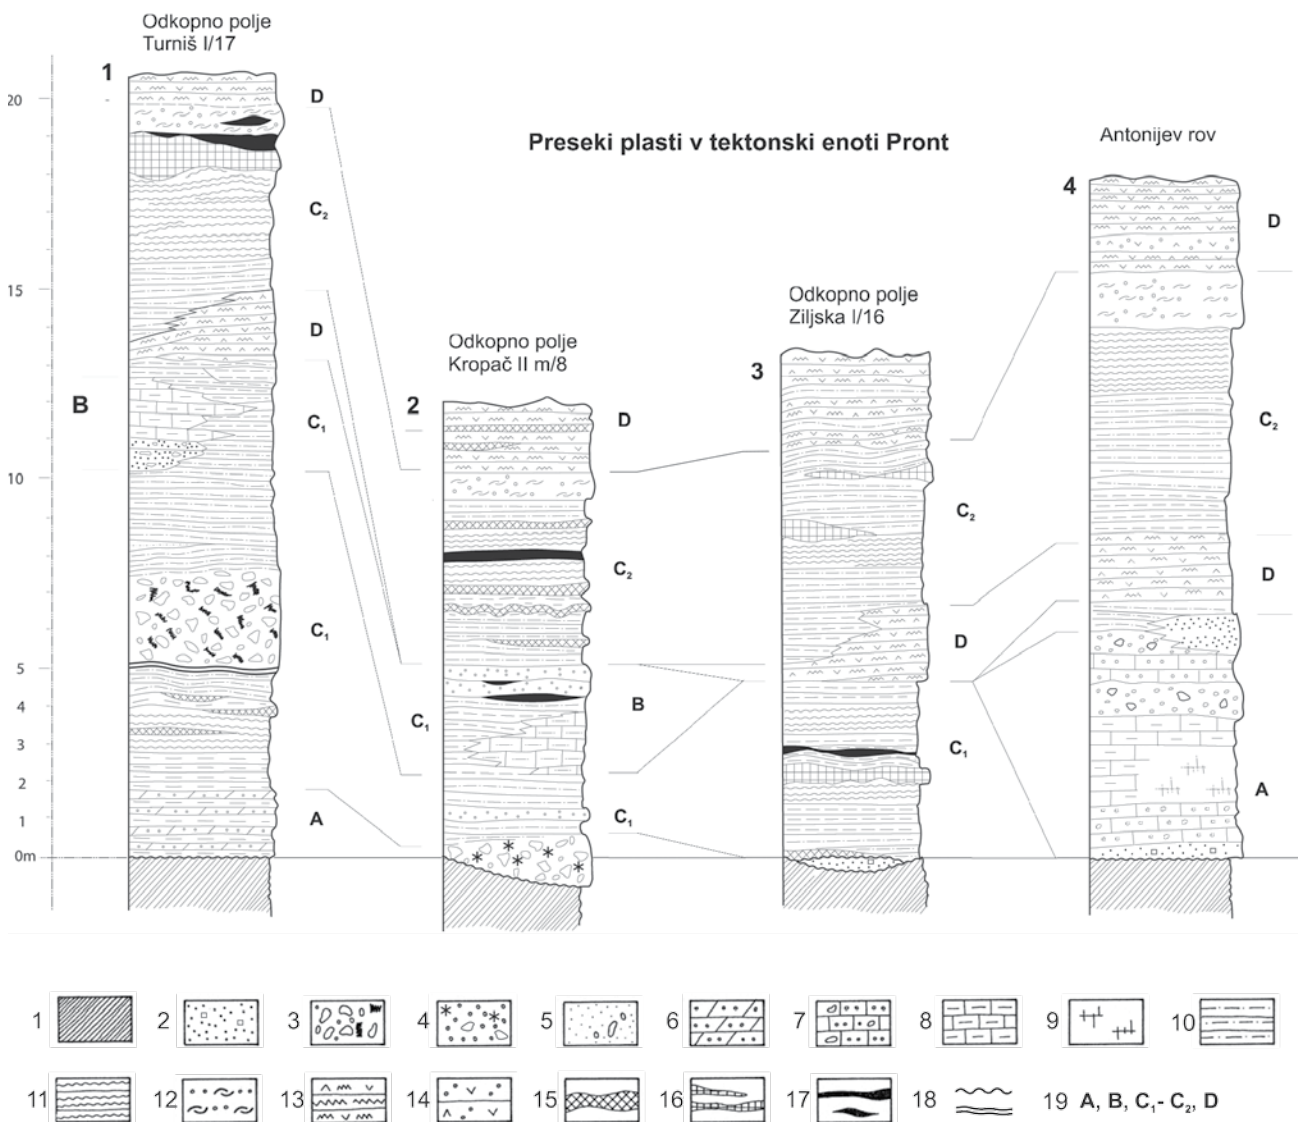 Odkopno polje
Turniš I/17
1
Preseki plasti v tektonski enoti Pront
Antonijev rov
4
Odkopno polje
Ziljska I/16
3
Odkopno polje
Kropač II m/8
2
20
15
10
5
4
3
2
1
0m
D
C₂
D
B
C₁
C₁
A
D
C₂
B
C₁
C₁
C₂
D
C₁
D
C₂
D
A
1 2 3 4 5 6 7 8 9 10
11 12 13 14 15 16 17 18 19 A, B, C₁- C₂, D